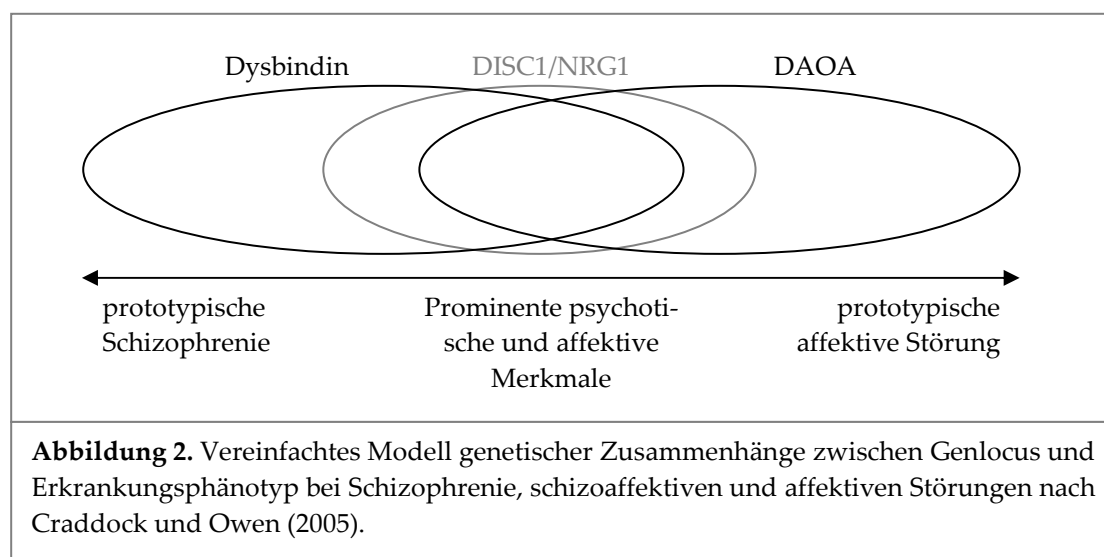 Dysbindin
DISC1/NRG1
DAOA
prototypische
Schizophrenie
Prominente psychoti-
sche und affektive
Merkmale
prototypische
affektive Störung
Abbildung 2. Vereinfachtes Modell genetischer Zusammenhänge zwischen Genlocus und
Erkrankungsphänotyp bei Schizophrenie, schizoaffektiven und affektiven Störungen nach
Craddock und Owen (2005).